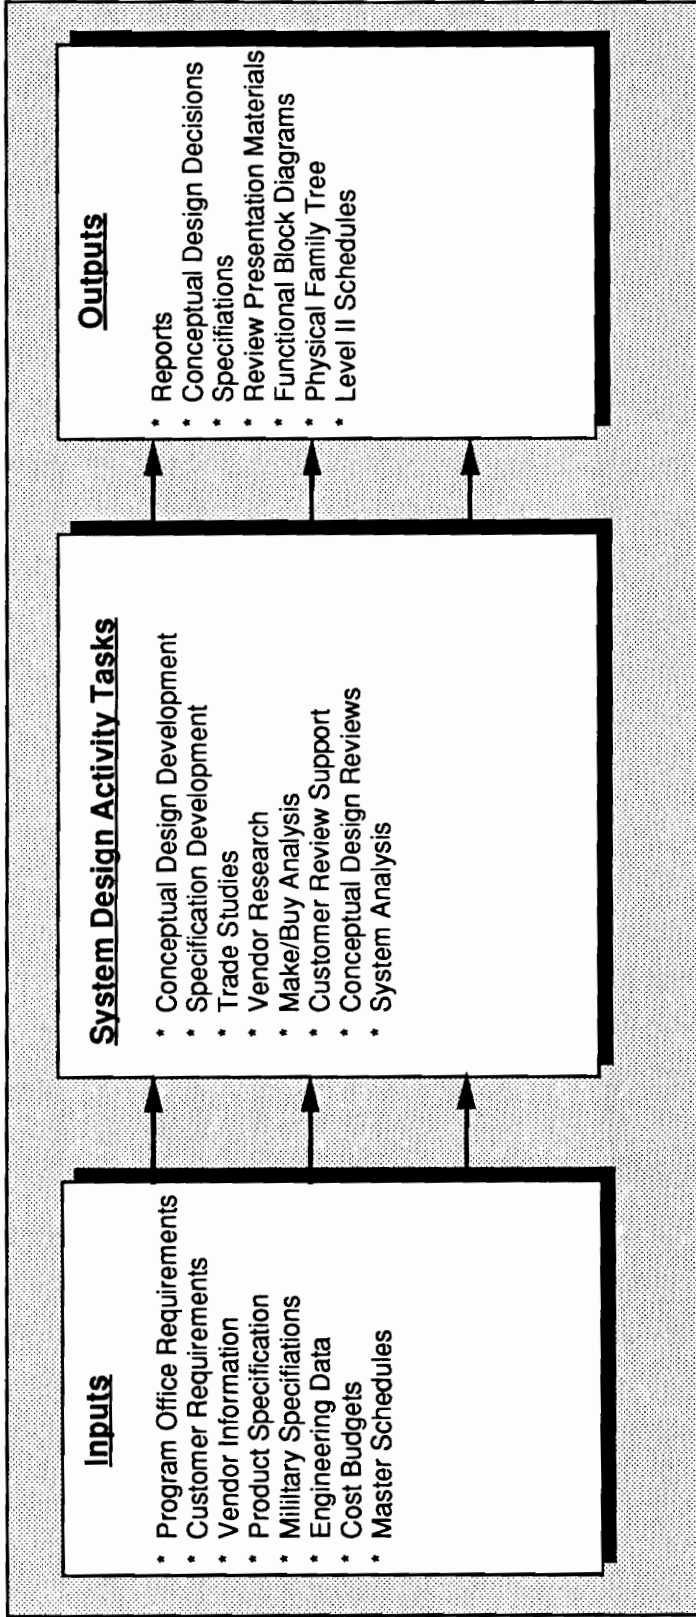 Inputs
* Program Office Requirements
* Customer Requirements
* Vendor Information
* Product Specification
* Mililtary Specifiations
* Engineering Data
* Cost Budgets
* Master Schedules
System Design Activity Tasks
* Conceptual Design Development
* Specification Development
* Trade Studies
* Vendor Research
* Make/Buy Analysis
* Customer Review Support
* Conceptual Design Reviews
* System Analysis
Outputs
* Reports
* Conceptual Design Decisions
* Specifiations
* Review Presentation Materials
* Functional Block Diagrams
* Physical Family Tree
* Level II Schedules